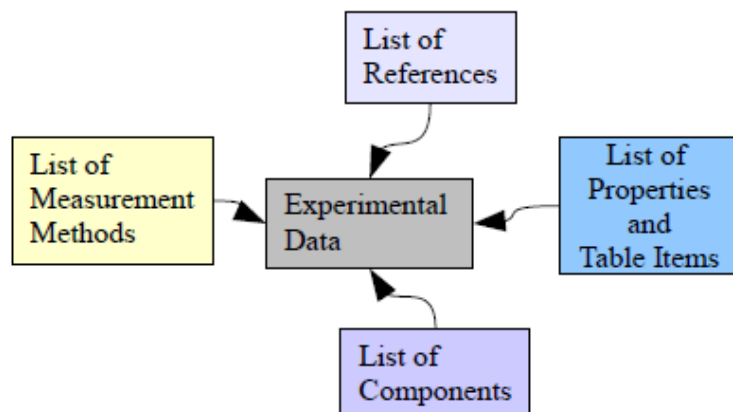 List of
References
List of
Measurement
Methods
Experimental
Data
List of
Properties
and
Table Items
List of
Components